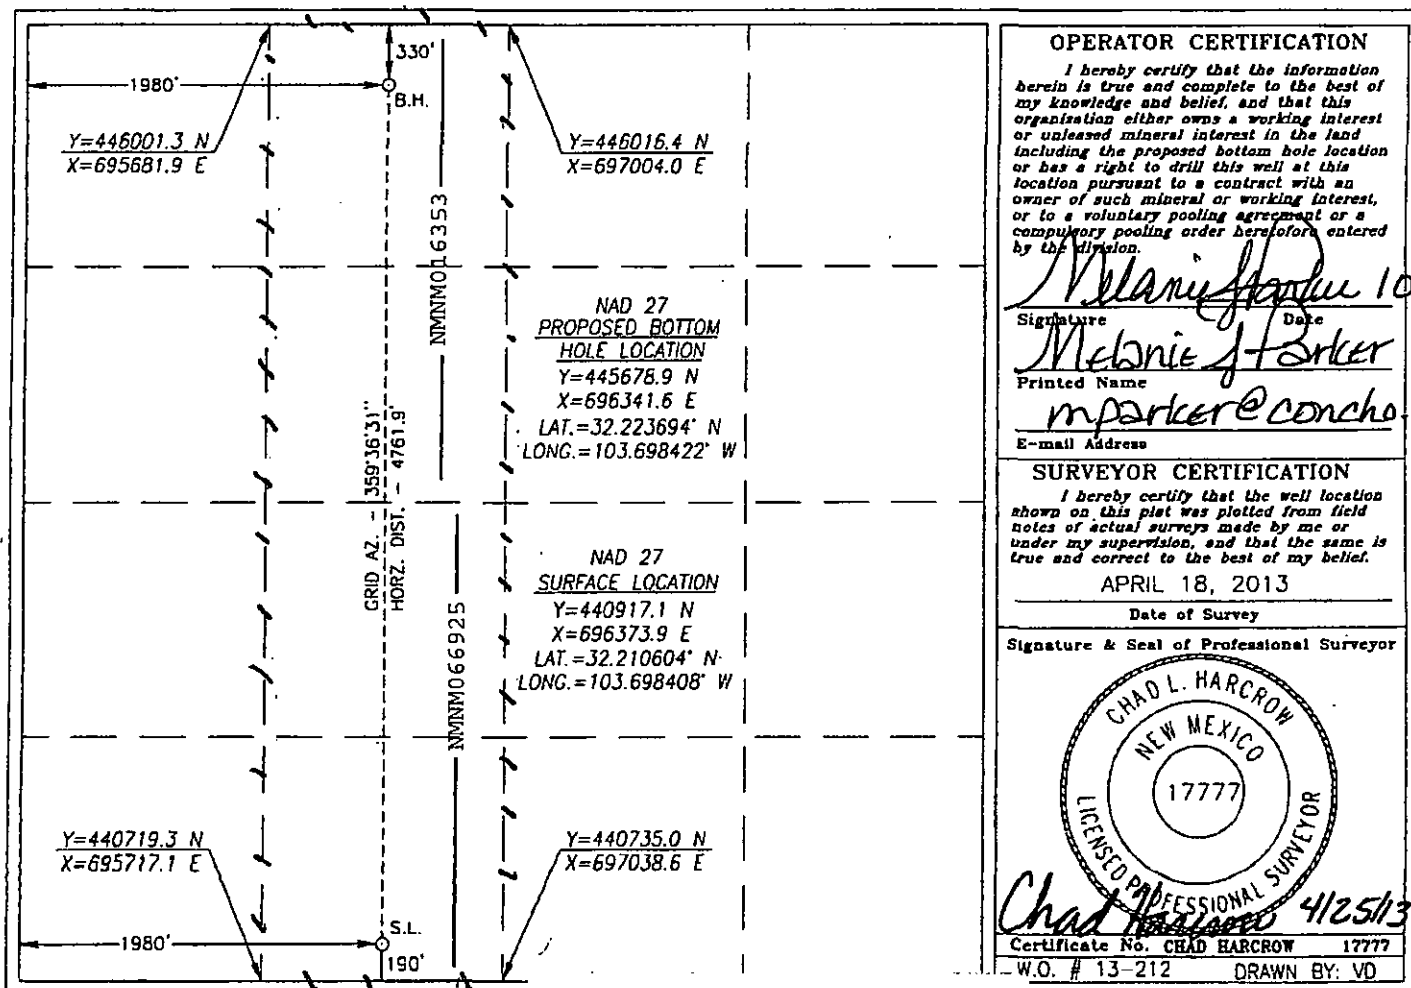 330'
1980'
B.H.
Y=446001.3 N
X=695681.9 E
Y=446016.4 N
X=697004.0 E
NMNM016353
NAD 27
PROPOSED BOTTOM
HOLE LOCATION
Y=445678.9 N
X=696341.6 E
LAT.=32.223694° N
LONG.=103.698422° W
GRID AZ. - 359°36'31"
HORZ. DIST. - 4761.9'
NMNM066925
NAD 27
SURFACE LOCATION
Y=440917.1 N
X=696373.9 E
LAT.=32.210604° N
LONG.=103.698408° W
Y=440719.3 N
X=695717.1 E
Y=440735.0 N
X=697038.6 E
S.L.
1980'
190'
OPERATOR CERTIFICATION
I hereby certify that the information
herein is true and complete to the best of
my knowledge and belief, and that this
organisation either owns a working interest
or unleased mineral interest in the land
including the proposed bottom hole location
or has a right to drill this well at this
location pursuant to a contract with an
owner of such mineral or working interest,
or to a voluntary pooling agreement or a
compulsory pooling order heretofore entered
by the division.
Melanie J Parker 10
Signature Date
Melanie J Parker
Printed Name
mparker@concho.
E-mail Address
SURVEYOR CERTIFICATION
I hereby certify that the well location
shown on this plat was plotted from field
notes of actual surveys made by me or
under my supervision, and that the same is
true and correct to the best of my belief.
APRIL 18, 2013
Date of Survey
Signature & Seal of Professional Surveyor
CHAD L. HARCROW
NEW MEXICO
17777
LICENSED PROFESSIONAL SURVEYOR
Chad Harcrow 4/25/13
Certificate No. CHAD HARCROW 17777
W.O. # 13-212 DRAWN BY: VD